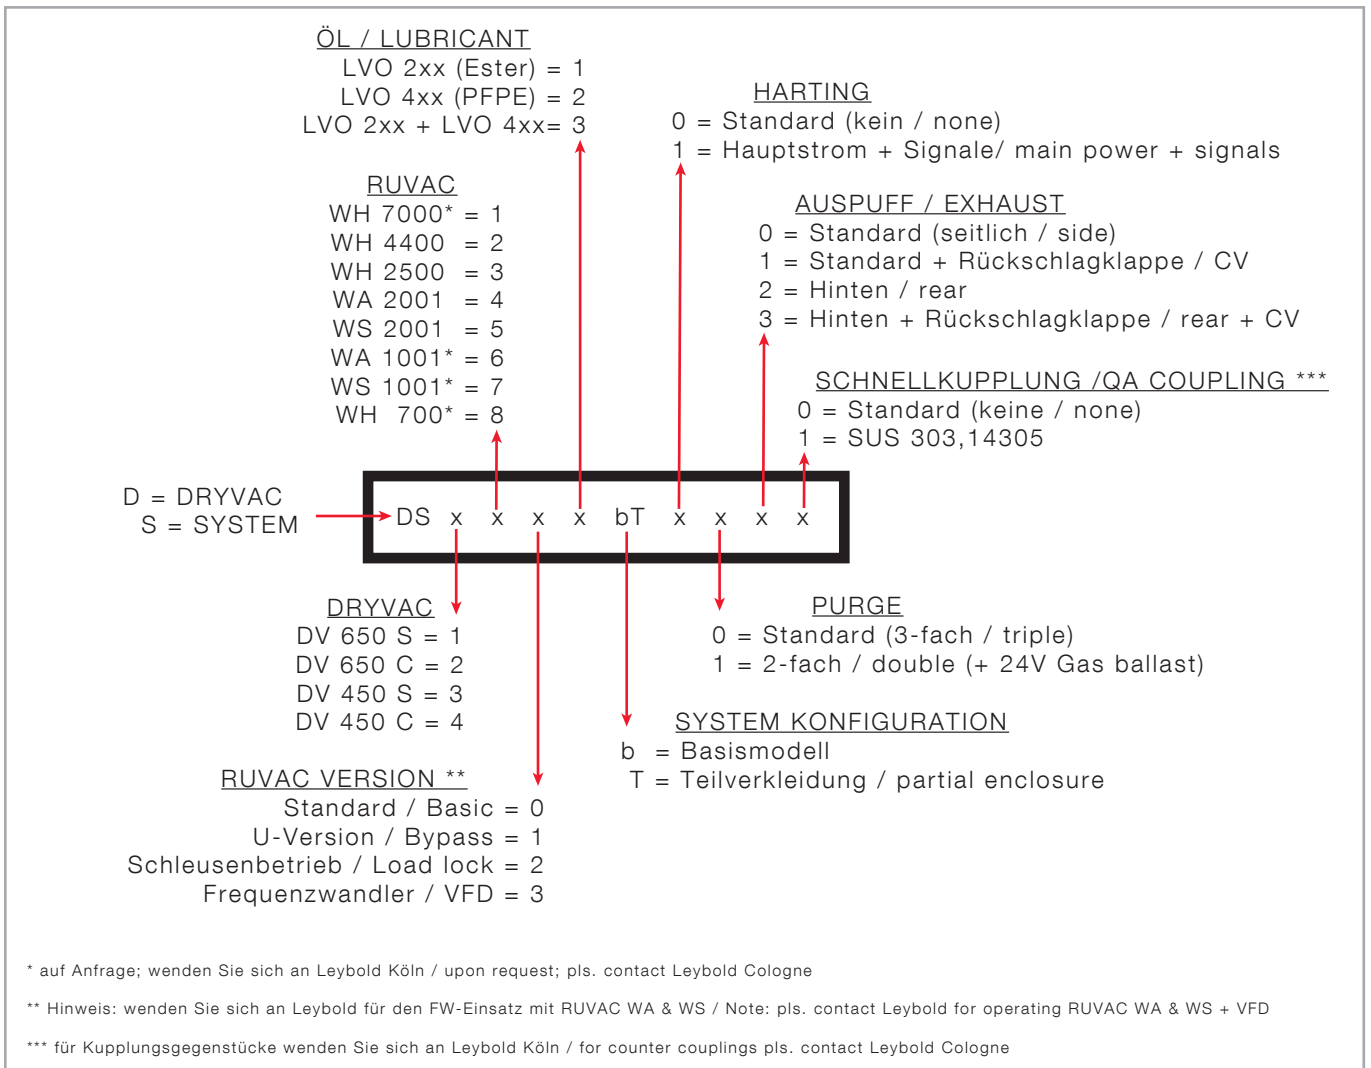 ÖL / LUBRICANT
LVO 2xx (Ester) = 1
LVO 4xx (PFPE) = 2
LVO 2xx + LVO 4xx= 3
HARTING
0 = Standard (kein / none)
1 = Hauptstrom + Signale/ main power + signals
RUVAC
WH 7000* = 1
WH 4400 = 2
WH 2500 = 3
WA 2001 = 4
WS 2001 = 5
WA 1001* = 6
WS 1001* = 7
WH 700* = 8
AUSPUFF / EXHAUST
0 = Standard (seitlich / side)
1 = Standard + Rückschlagklappe / CV
2 = Hinten / rear
3 = Hinten + Rückschlagklappe / rear + CV
SCHNELLKUPPLUNG /QA COUPLING ***
0 = Standard (keine / none)
1 = SUS 303,14305
D = DRYVAC
S = SYSTEM
DS x x x x bT x x x x
DRYVAC
DV 650 S = 1
DV 650 C = 2
DV 450 S = 3
DV 450 C = 4
PURGE
0 = Standard (3-fach / triple)
1 = 2-fach / double (+ 24V Gas ballast)
SYSTEM KONFIGURATION
b = Basismodell
T = Teilverkleidung / partial enclosure
RUVAC VERSION **
Standard / Basic = 0
U-Version / Bypass = 1
Schleusenbetrieb / Load lock = 2
Frequenzwandler / VFD = 3
* auf Anfrage; wenden Sie sich an Leybold Köln / upon request; pls. contact Leybold Cologne
** Hinweis: wenden Sie sich an Leybold für den FW-Einsatz mit RUVAC WA & WS / Note: pls. contact Leybold for operating RUVAC WA & WS + VFD
*** für Kupplungsgegenstücke wenden Sie sich an Leybold Köln / for counter couplings pls. contact Leybold Cologne